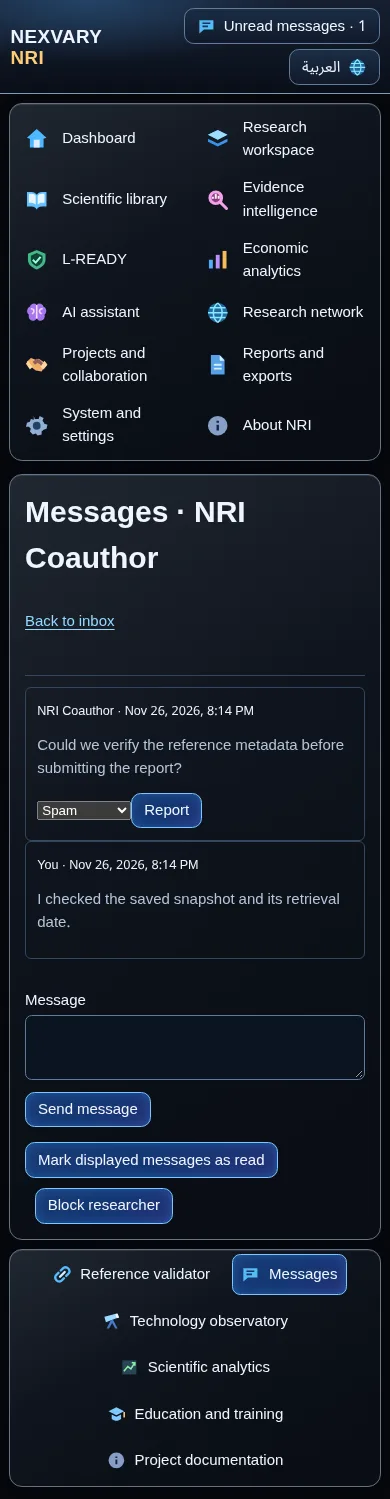 NEXVARY
NRI
Unread messages · 1
العربية
Dashboard
Research
workspace
Scientific library
Evidence
intelligence
L-READY
Economic
analytics
AI assistant
Research network
Projects and
collaboration
Reports and
exports
System and
settings
About NRI
Messages · NRI
Coauthor
Back to inbox
NRI Coauthor · Nov 26, 2026, 8:14 PM
Could we verify the reference metadata before
submitting the report?
Spam
Report
You · Nov 26, 2026, 8:14 PM
I checked the saved snapshot and its retrieval
date.
Message
Send message
Mark displayed messages as read
Block researcher
Reference validator
Messages
Technology observatory
Scientific analytics
Education and training
Project documentation